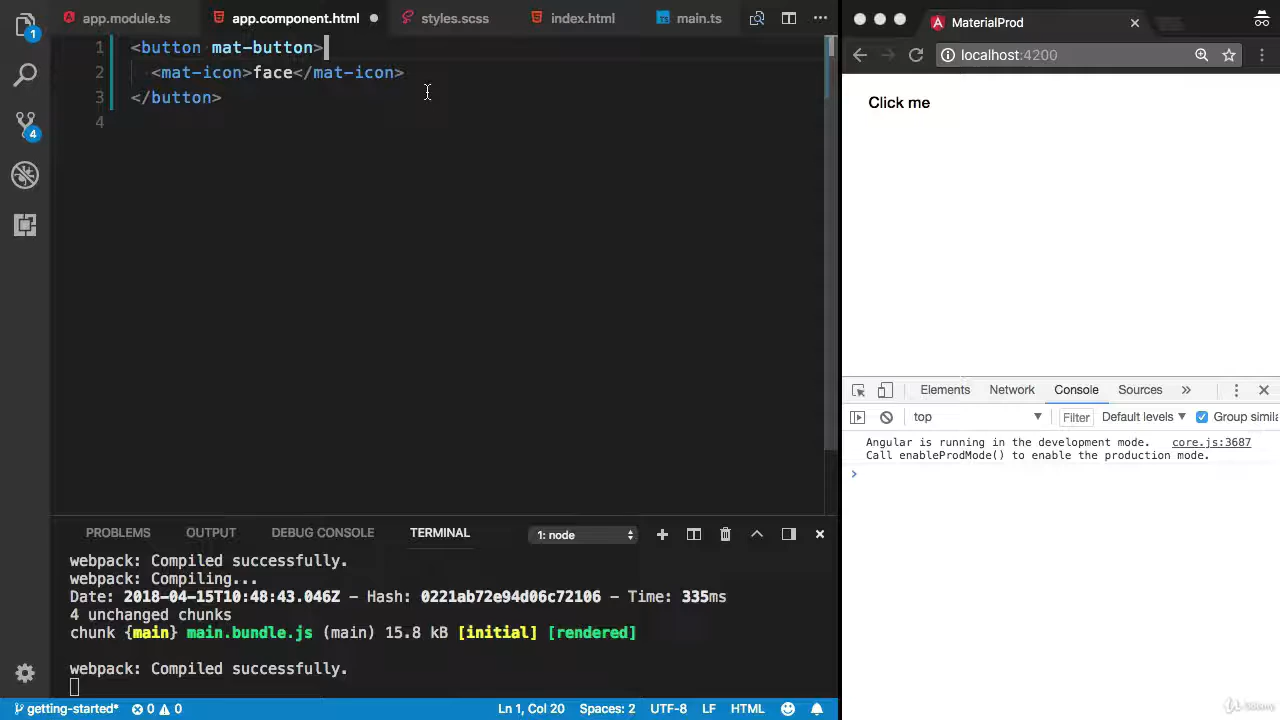 app.module.ts
app.component.html
styles.scss
index.html
TS main.ts
1
1 <button mat-button>
2 <mat-icon>face</mat-icon>
3 </button>
4
4
PROBLEMS OUTPUT DEBUG CONSOLE TERMINAL 1: node
webpack: Compiled successfully.
webpack: Compiling...
Date: 2018-04-15T10:48:43.046Z - Hash: 0221ab72e94d06c72106 - Time: 335ms
4 unchanged chunks
chunk {main} main.bundle.js (main) 15.8 kB [initial] [rendered]
webpack: Compiled successfully.
getting-started* 0 0 Ln 1, Col 20 Spaces: 2 UTF-8 LF HTML
MaterialProd
localhost:4200
Click me
Elements Network Console Sources »
top Filter Default levels Group simila
Angular is running in the development mode. core.js:3687
Call enableProdMode() to enable the production mode.
>
Udemy